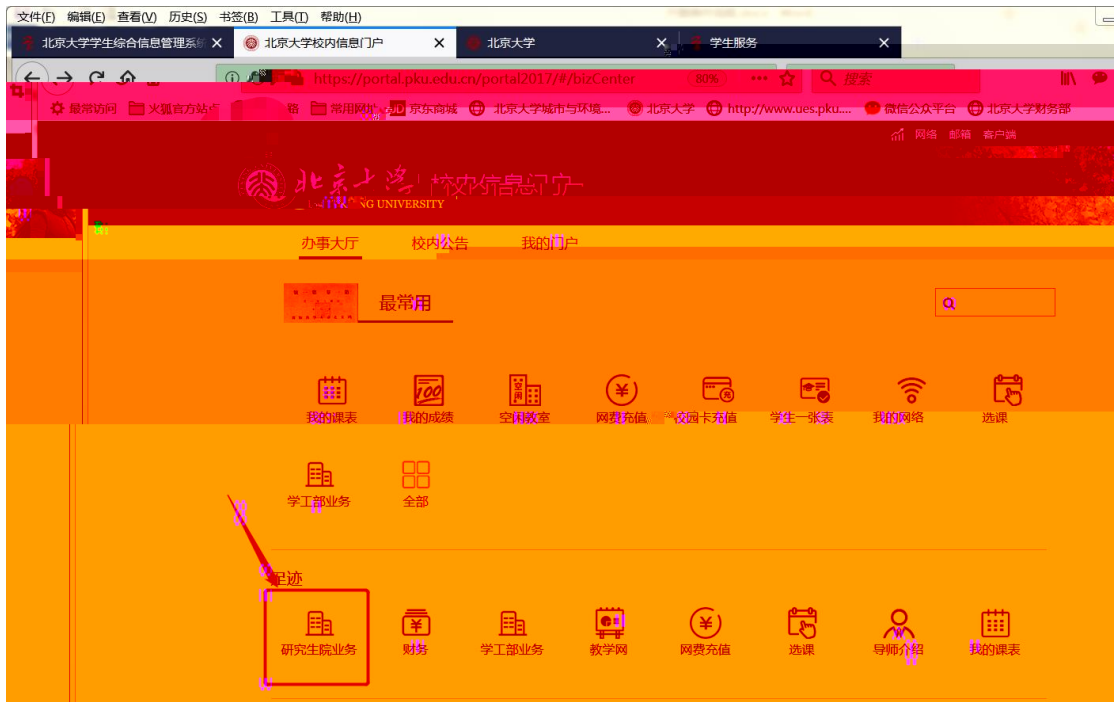 文件(F) 编辑(E) 查看(V) 历史(S) 书签(B) 工具(T) 帮助(H)
北京大学学生综合信息管理系统 北京大学校内信息门户 北京大学 学生服务
https://portal.pku.edu.cn/portal2017/#/bizCenter 80% 搜索
最常访问 火狐官方站点 常用网址 JD 京东商城 北京大学城市与环境... 北京大学 http://www.ues.pku.... 微信公众平台 北京大学财务部
网络 邮箱 客户端
北京大学 校内信息门户
UNIVERSITY
办事大厅 校内公告 我的门户
最常用
我的课表 我的成绩 空闲教室 网费充值 校园卡充值 学生一张表 我的网络 选课
学工部业务 全部
足迹
研究生院业务 财务 学工部业务 教学网 网费充值 选课 导师介绍 我的课表